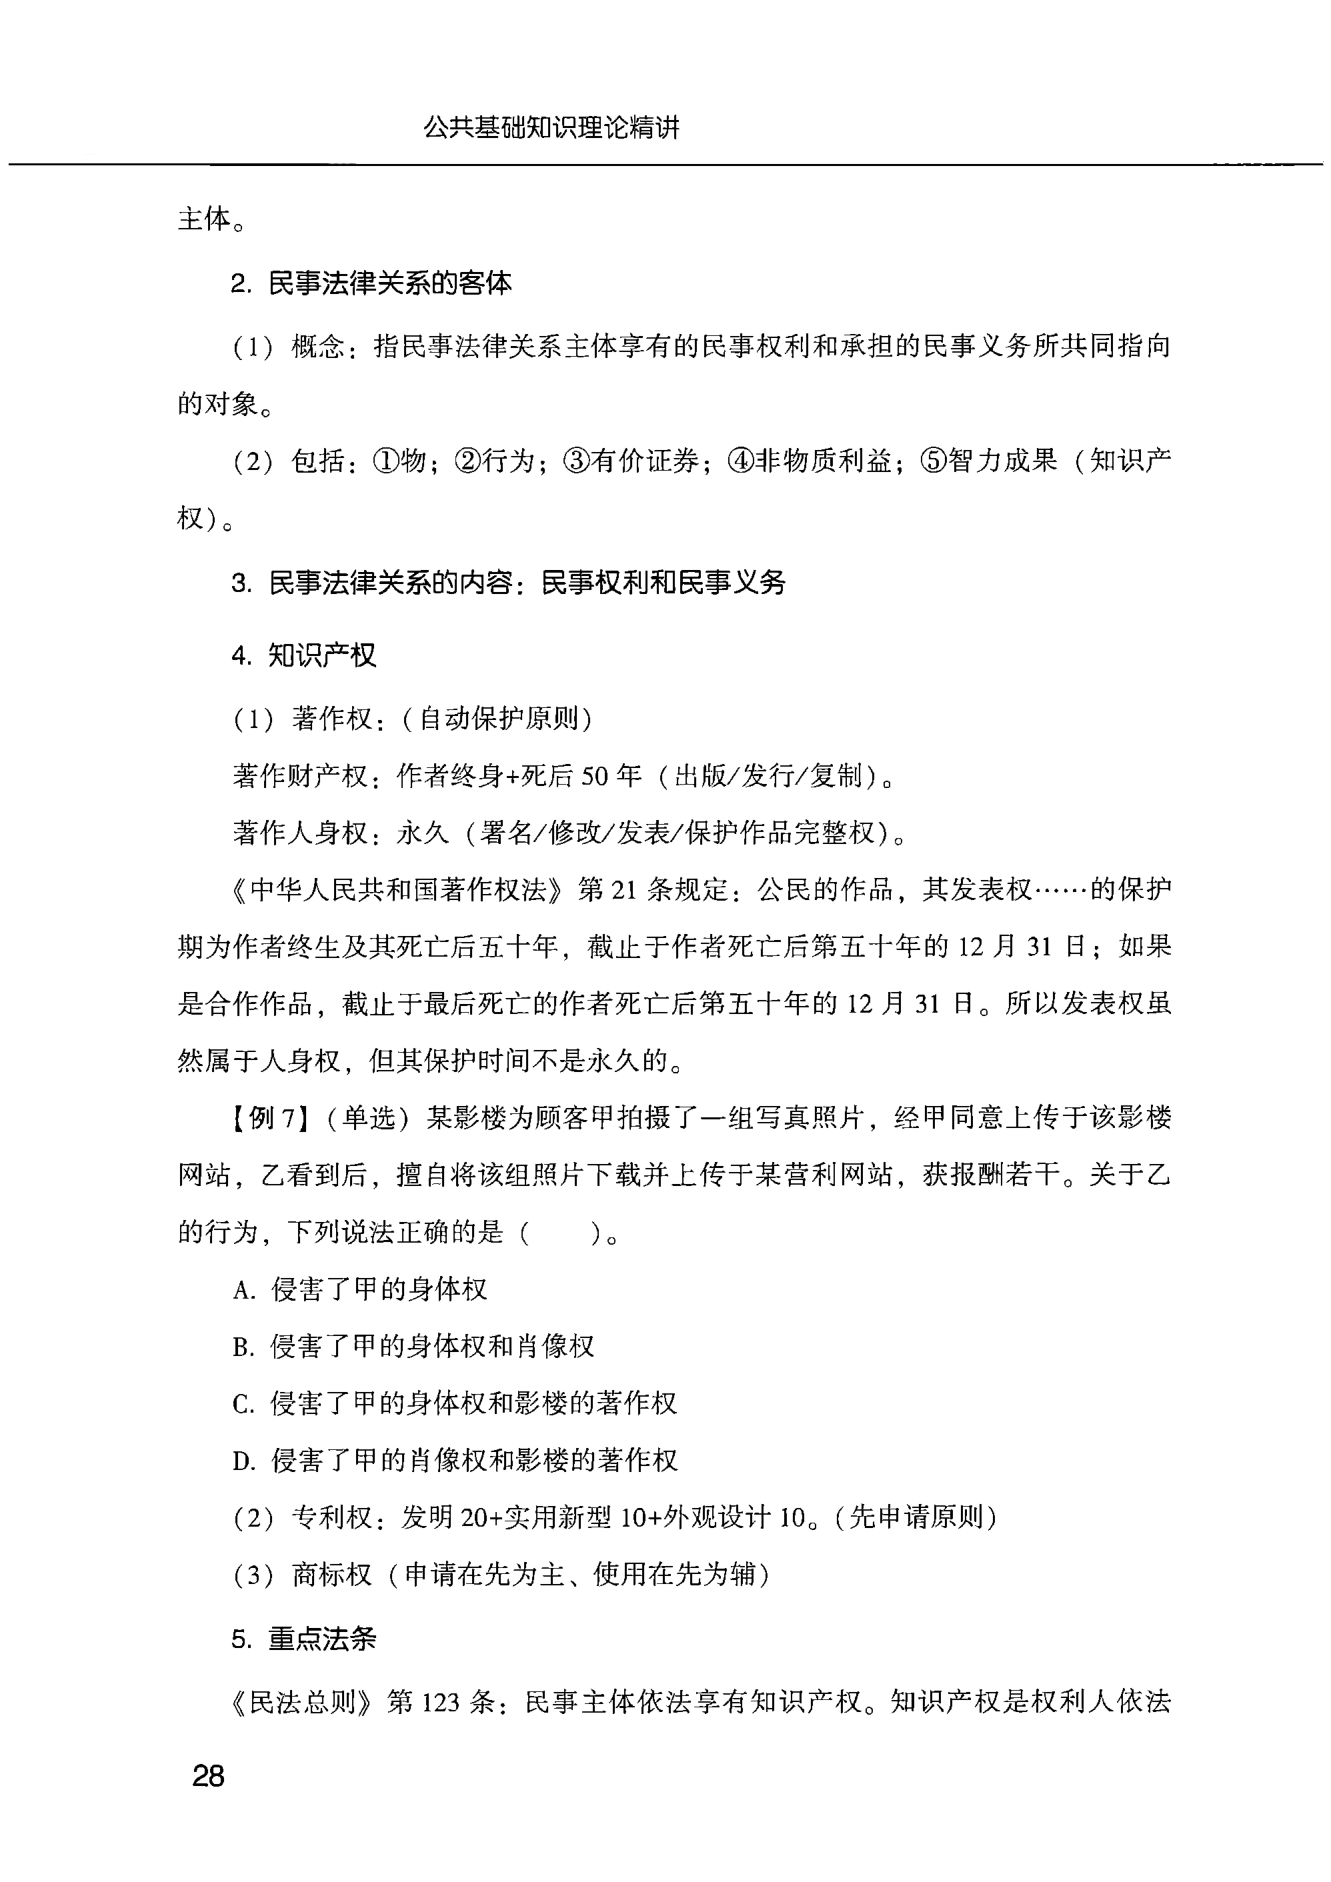 公共基础知识理论精讲
主体。
2. 民事法律关系的客体
(1) 概念：指民事法律关系主体享有的民事权利和承担的民事义务所共同指向
的对象。
(2) 包括：①物；②行为；③有价证券；④非物质利益；⑤智力成果（知识产
权）。
3. 民事法律关系的内容：民事权利和民事义务
4. 知识产权
(1) 著作权：（自动保护原则）
著作财产权：作者终身+死后 50 年（出版/发行/复制）。
著作人身权：永久（署名/修改/发表/保护作品完整权）。
《中华人民共和国著作权法》第 21 条规定：公民的作品，其发表权……的保护
期为作者终生及其死亡后五十年，截止于作者死亡后第五十年的 12 月 31 日；如果
是合作作品，截止于最后死亡的作者死亡后第五十年的 12 月 31 日。所以发表权虽
然属于人身权，但其保护时间不是永久的。
【例 7】（单选）某影楼为顾客甲拍摄了一组写真照片，经甲同意上传于该影楼
网站，乙看到后，擅自将该组照片下载并上传于某营利网站，获报酬若干。关于乙
的行为，下列说法正确的是（　　）。
A. 侵害了甲的身体权
B. 侵害了甲的身体权和肖像权
C. 侵害了甲的身体权和影楼的著作权
D. 侵害了甲的肖像权和影楼的著作权
(2) 专利权：发明 20+实用新型 10+外观设计 10。（先申请原则）
(3) 商标权（申请在先为主、使用在先为辅）
5. 重点法条
《民法总则》第 123 条：民事主体依法享有知识产权。知识产权是权利人依法
28